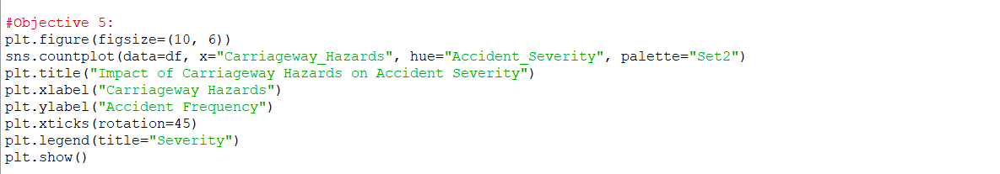 #Objective 5:
plt.figure(figsize=(10, 6))
sns.countplot(data=df, x="Carriageway_Hazards", hue="Accident_Severity", palette="Set2")
plt.title("Impact of Carriageway Hazards on Accident Severity")
plt.xlabel("Carriageway Hazards")
plt.ylabel("Accident Frequency")
plt.xticks(rotation=45)
plt.legend(title="Severity")
plt.show()